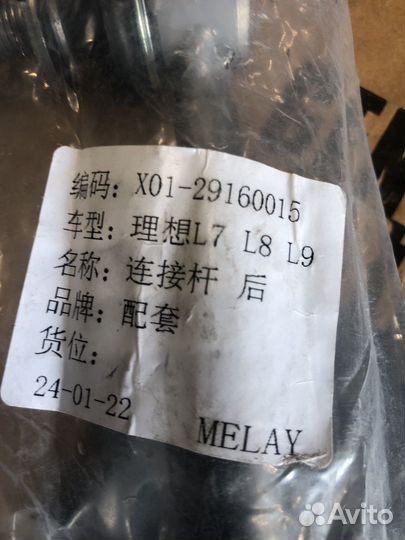 编码：X01-29160015
车型：理想L7 L8 L9
名称：连接杆 后
品牌：配套
货位：
24-01-22 MELAY
Avito